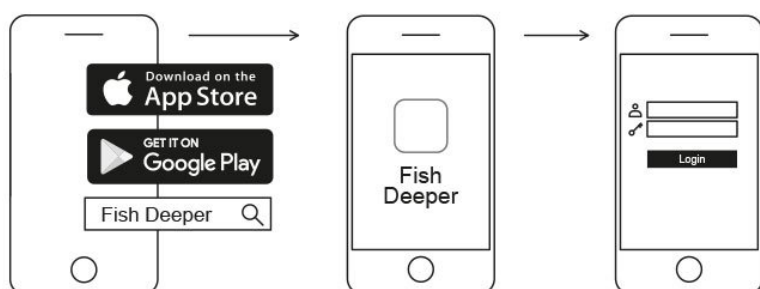 Download on the
App Store
GET IT ON
Google Play
Fish Deeper
Fish
Deeper
Login